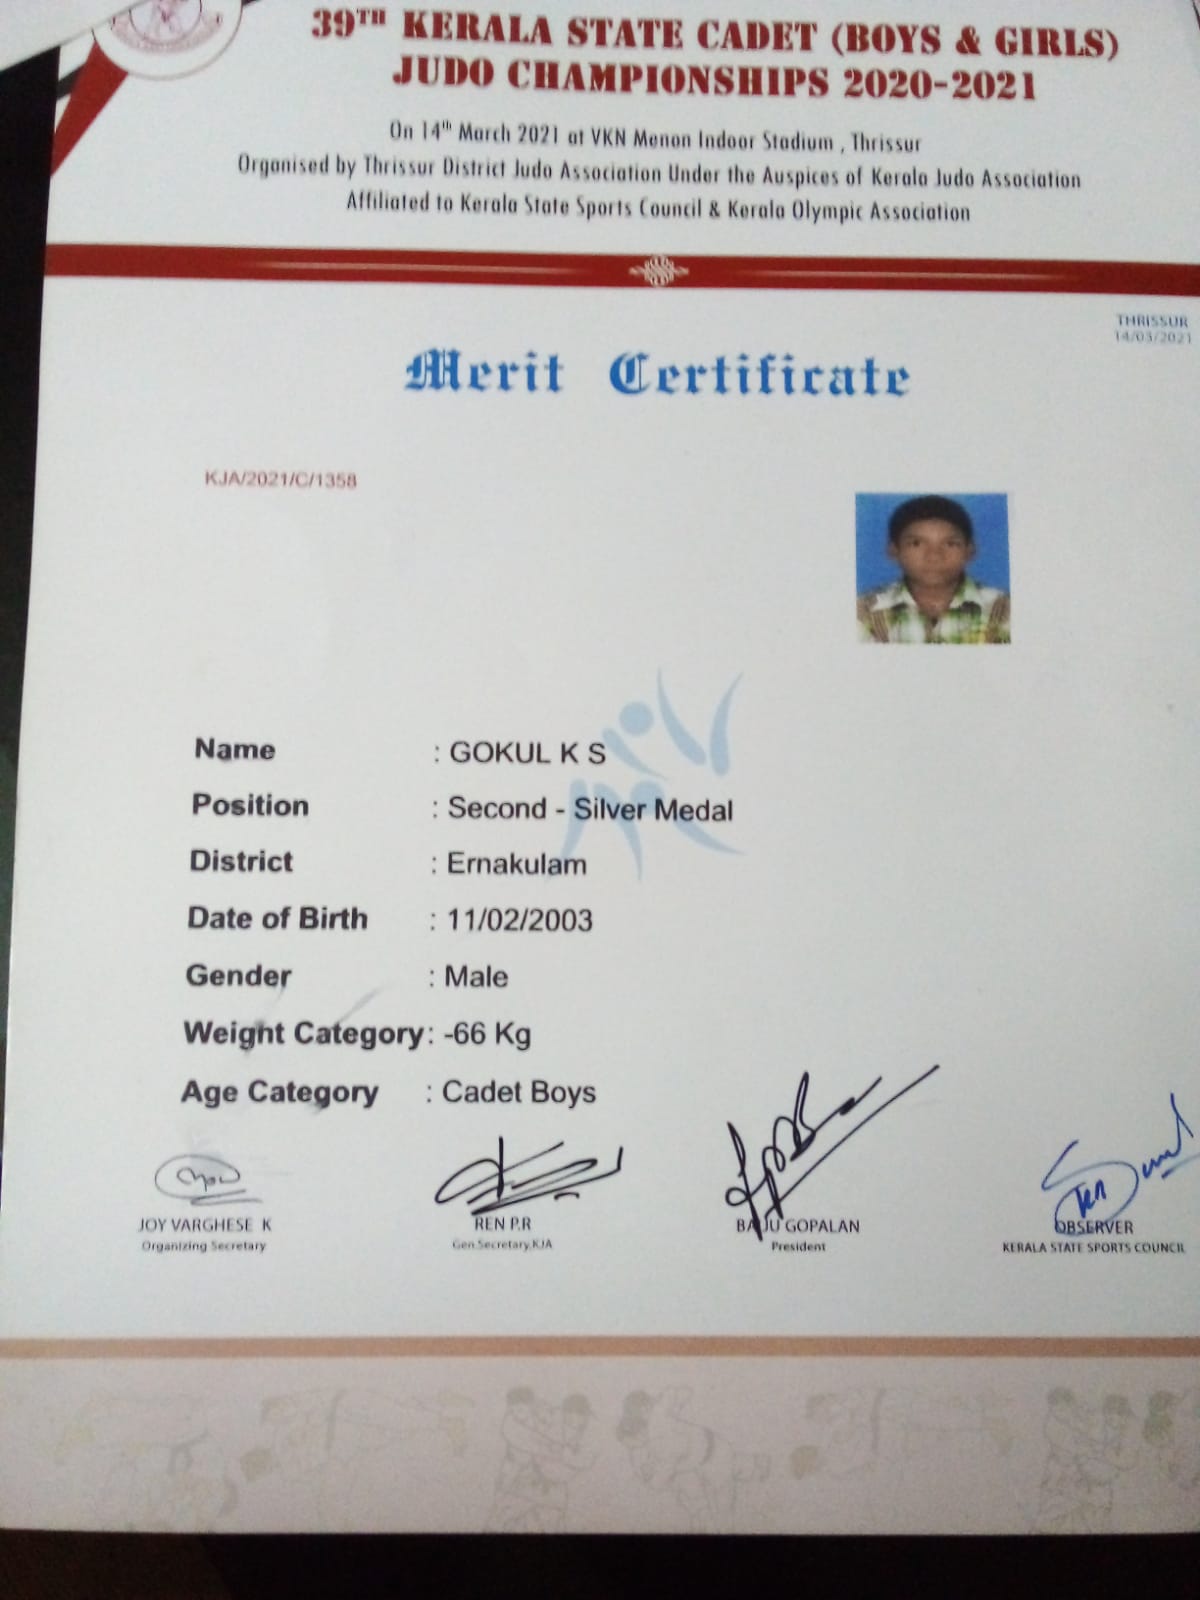 39TH KERALA STATE CADET (BOYS & GIRLS)
JUDO CHAMPIONSHIPS 2020-2021
On 14th March 2021 at VKN Menon Indoor Stadium , Thrissur
Organised by Thrissur District Judo Association Under the Auspices of Kerala Judo Association
Affiliated to Kerala State Sports Council & Kerala Olympic Association
THRISSUR
14/03/2021
Merit Certificate
KJA/2021/C/1358
Name : GOKUL K S
Position : Second - Silver Medal
District : Ernakulam
Date of Birth : 11/02/2003
Gender : Male
Weight Category : -66 Kg
Age Category : Cadet Boys
JOY VARGHESE K
Organizing Secretary
REN P.R
Gen.Secretary.KJA
BAIJU GOPALAN
President
OBSERVER
KERALA STATE SPORTS COUNCIL